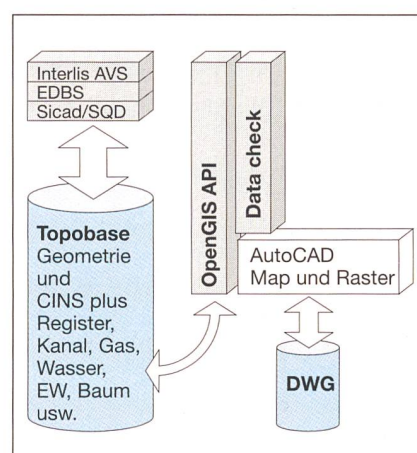 Interlis AVS
EDBS
Sicad/SQD
Topobase
Geometrie
und
CINS plus
Register,
Kanal, Gas,
Wasser,
EW, Baum
usw.
OpenGIS API
Data check
AutoCAD
Map und Raster
DWG